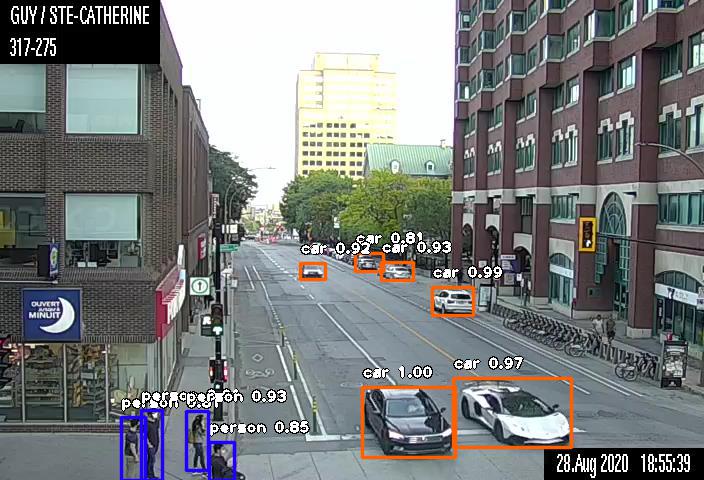 GUY / STE-CATHERINE
317-275
car 0.92
car 0.81
car 0.93
car 0.99
OUVERT
JUSQU'À
MINUIT
car 1.00
car 0.97
person 0.93
person 0.85
28.Aug 2020 18:55:39